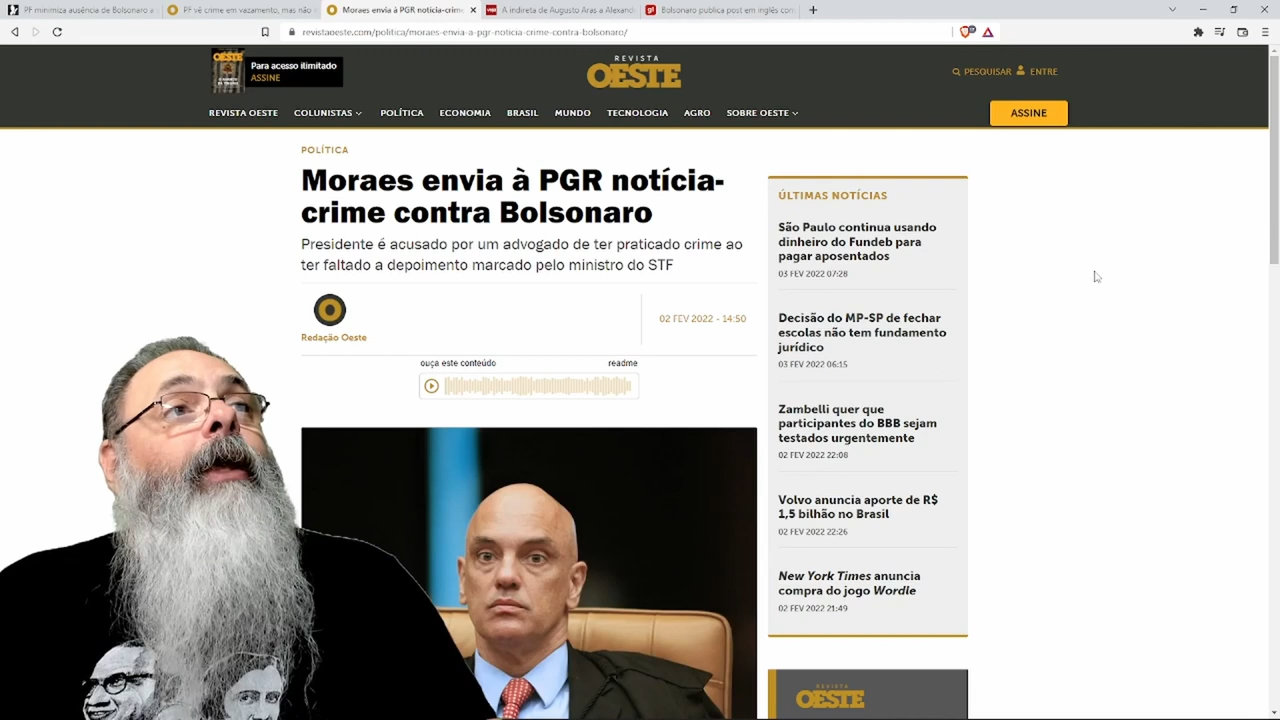 PF minimiza ausência de Bolsonaro a
PF vê crime em vazamento, mas não
Moraes envia à PGR notícia-crime
A indireta de Augusto Aras a Alexand
Bolsonaro publica post em inglês con
revistaoeste.com/politica/moraes-envia-a-pgr-noticia-crime-contra-bolsonaro/
OESTE
Para acesso ilimitado
ASSINE
REVISTA
OESTE
PESQUISAR
ENTRE
REVISTA OESTE
COLUNISTAS
POLÍTICA
ECONOMIA
BRASIL
MUNDO
TECNOLOGIA
AGRO
SOBRE OESTE
ASSINE
POLÍTICA
Moraes envia à PGR notícia-
crime contra Bolsonaro
Presidente é acusado por um advogado de ter praticado crime ao
ter faltado a depoimento marcado pelo ministro do STF
Redação Oeste
02 FEV 2022 - 14:50
ouça este conteúdo
readme
ÚLTIMAS NOTÍCIAS
São Paulo continua usando
dinheiro do Fundeb para
pagar aposentados
03 FEV 2022 07:28
Decisão do MP-SP de fechar
escolas não tem fundamento
jurídico
03 FEV 2022 06:15
Zambelli quer que
participantes do BBB sejam
testados urgentemente
02 FEV 2022 22:08
Volvo anuncia aporte de R$
1,5 bilhão no Brasil
02 FEV 2022 22:26
New York Times anuncia
compra do jogo Wordle
02 FEV 2022 21:49
REVISTA
OESTE